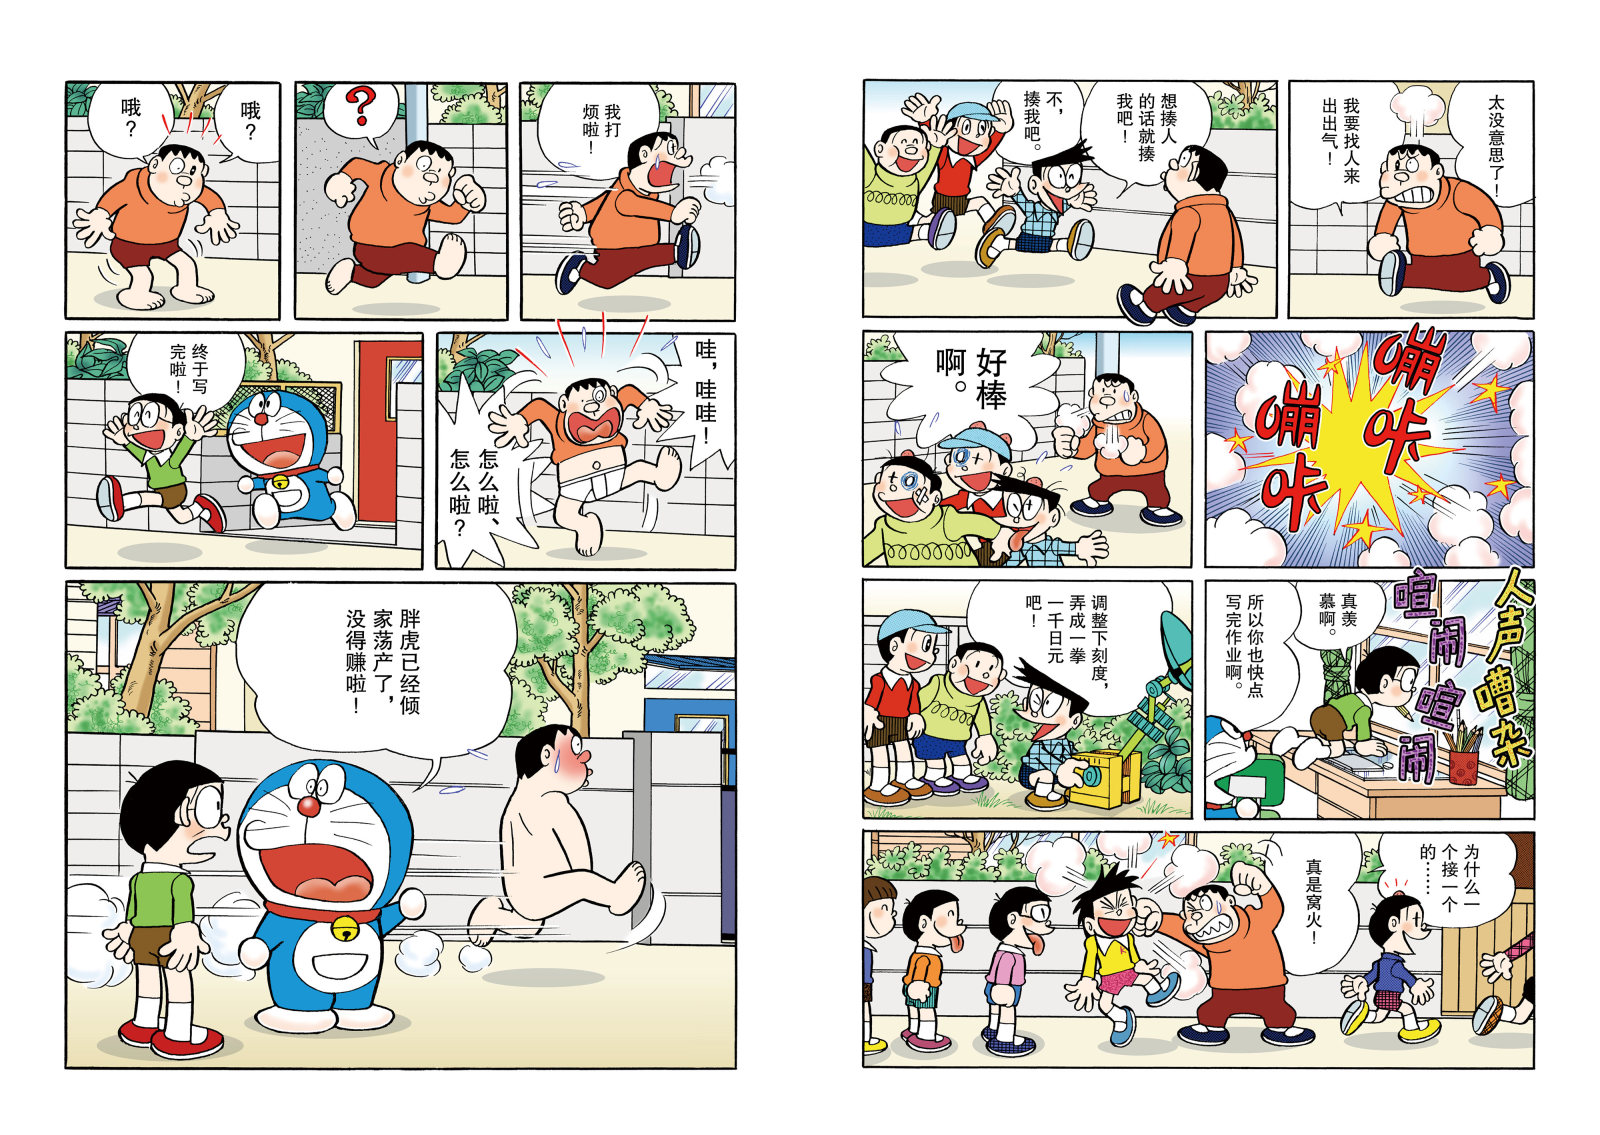 太没意思了！
我要找人来
出出气！
想揍人
的话就揍
我吧！
不，
揍我吧。
嘣咔
嘣咔
好棒
啊。
人声嘈杂
喧闹喧闹
真羡
慕啊。
所以你也快点
写完作业啊。
调整下刻度，
弄成一拳
一千日元
吧！
为什么一
个接一个
的……
真是窝火！
我打
烦啦！
？
哦？
哦？
哇，哇哇！
怎么啦、
怎么啦？
终于写
完啦！
胖虎已经倾
家荡产了，
没得赚啦！